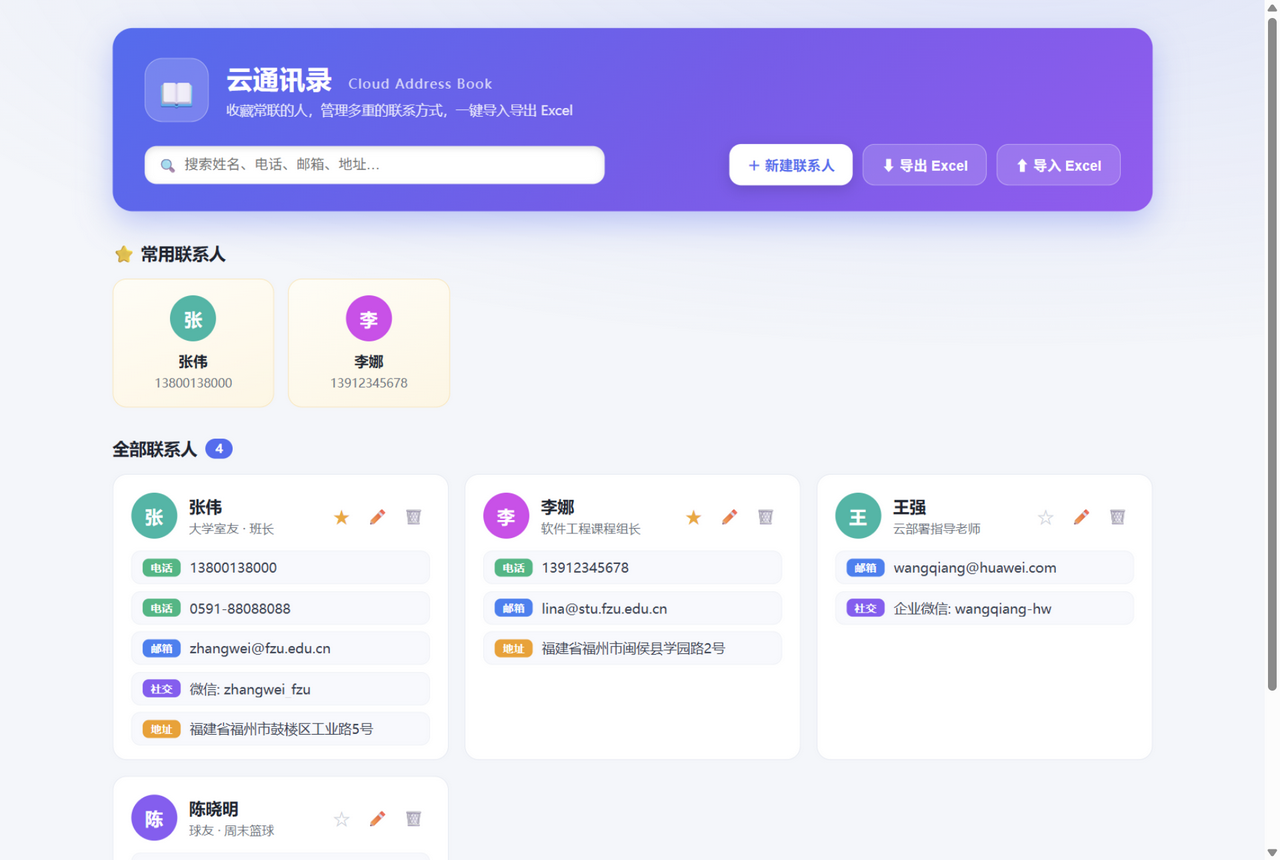 云通讯录 Cloud Address Book
收藏常联的人，管理多重的联系方式，一键导入导出 Excel
搜索姓名、电话、邮箱、地址...
+ 新建联系人
⬇ 导出 Excel
⬆ 导入 Excel
常用联系人
张
张伟
13800138000
李
李娜
13912345678
全部联系人 4
张
张伟
大学室友 · 班长
电话 13800138000
电话 0591-88088088
邮箱 zhangwei@fzu.edu.cn
社交 微信: zhangwei_fzu
地址 福建省福州市鼓楼区工业路5号
李
李娜
软件工程课程组长
电话 13912345678
邮箱 lina@stu.fzu.edu.cn
地址 福建省福州市闽侯县学园路2号
王
王强
云部署指导老师
邮箱 wangqiang@huawei.com
社交 企业微信: wangqiang-hw
陈
陈晓明
球友 · 周末篮球